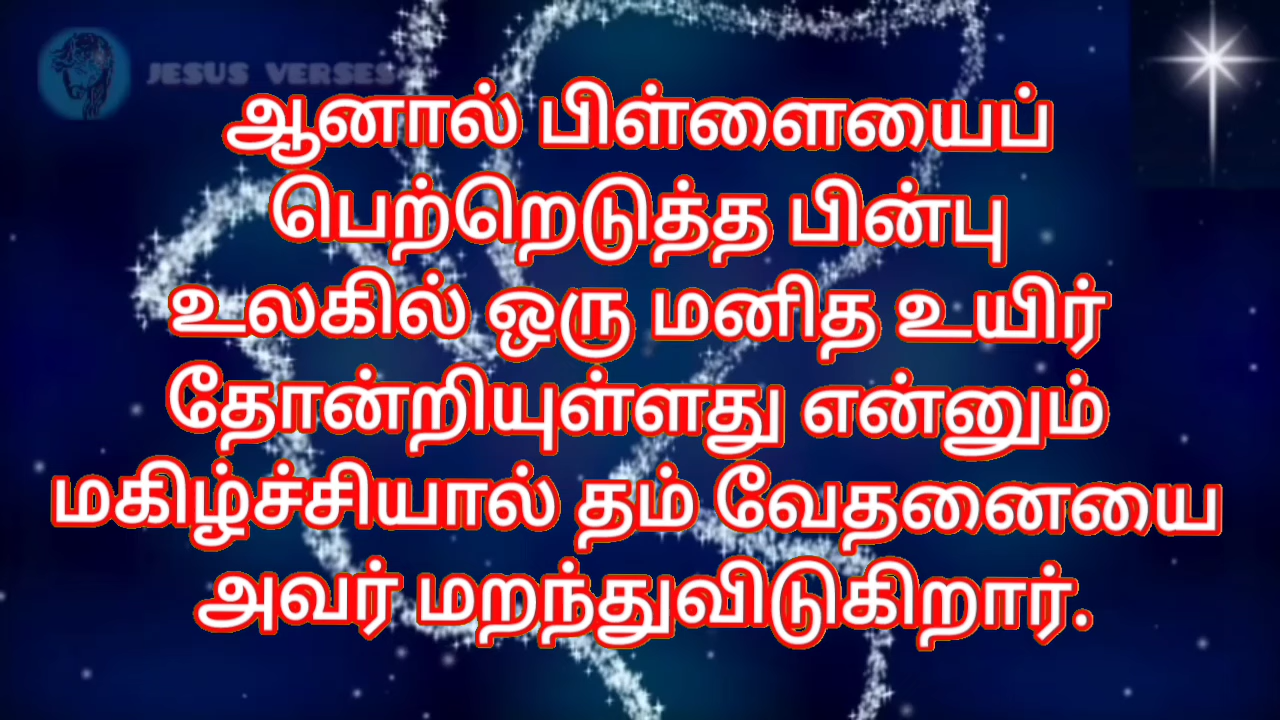 JESUS VERSES
ஆனால் பிள்ளையைப்
பெற்றெடுத்த பின்பு
உலகில் ஒரு மனித உயிர்
தோன்றியுள்ளது என்னும்
மகிழ்ச்சியால் தம் வேதனையை
அவர் மறந்துவிடுகிறார்.